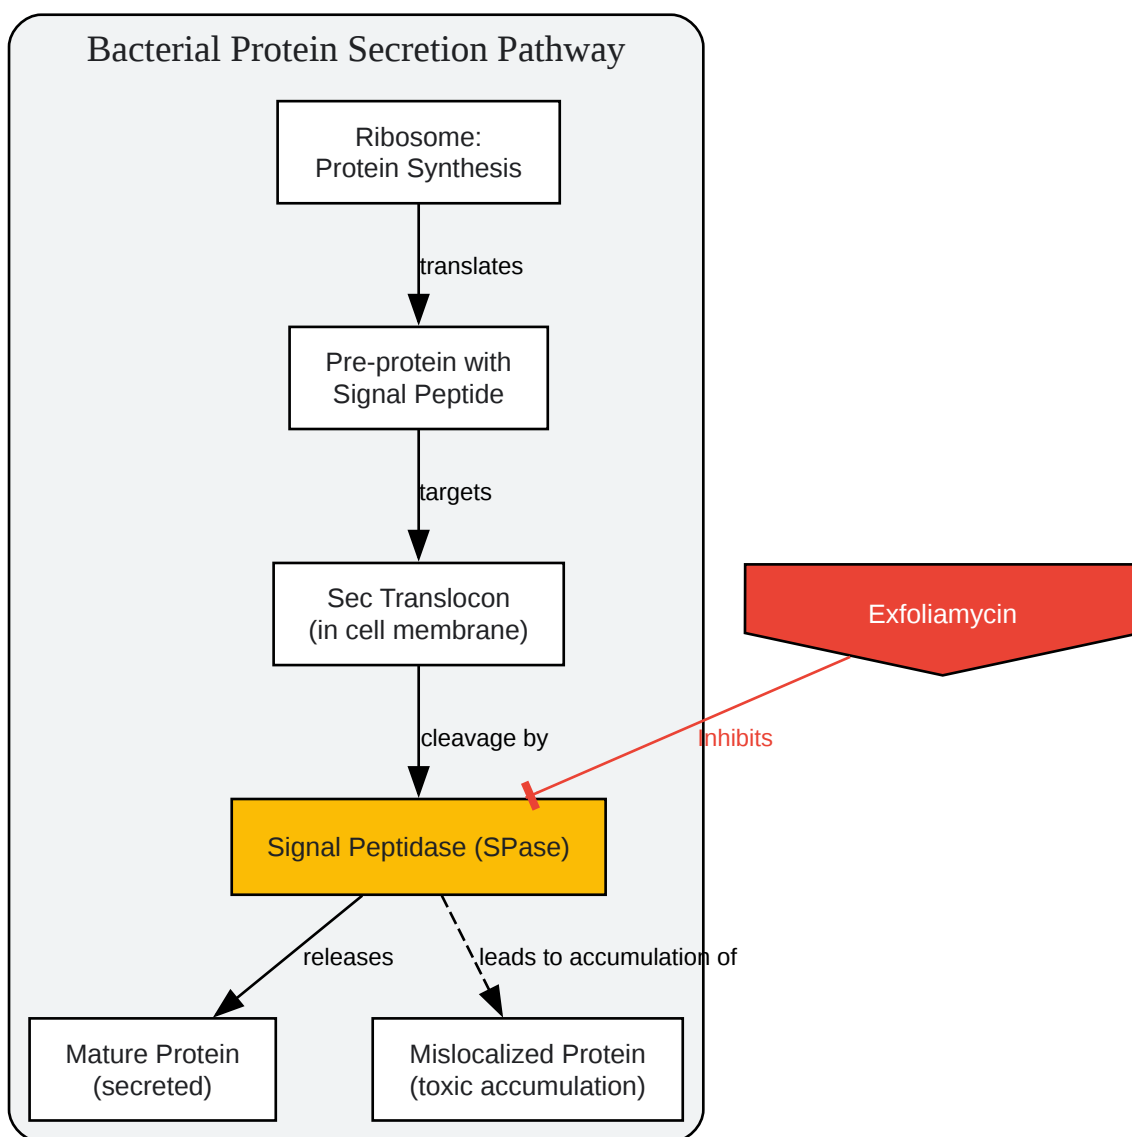 Bacterial Protein Secretion Pathway
Ribosome:
Protein Synthesis
translates
Pre-protein with
Signal Peptide
targets
Sec Translocon
(in cell membrane)
Exfoliamycin
cleavage by
Inhibits
Signal Peptidase (SPase)
releases
leads to accumulation of
Mature Protein
(secreted)
Mislocalized Protein
(toxic accumulation)